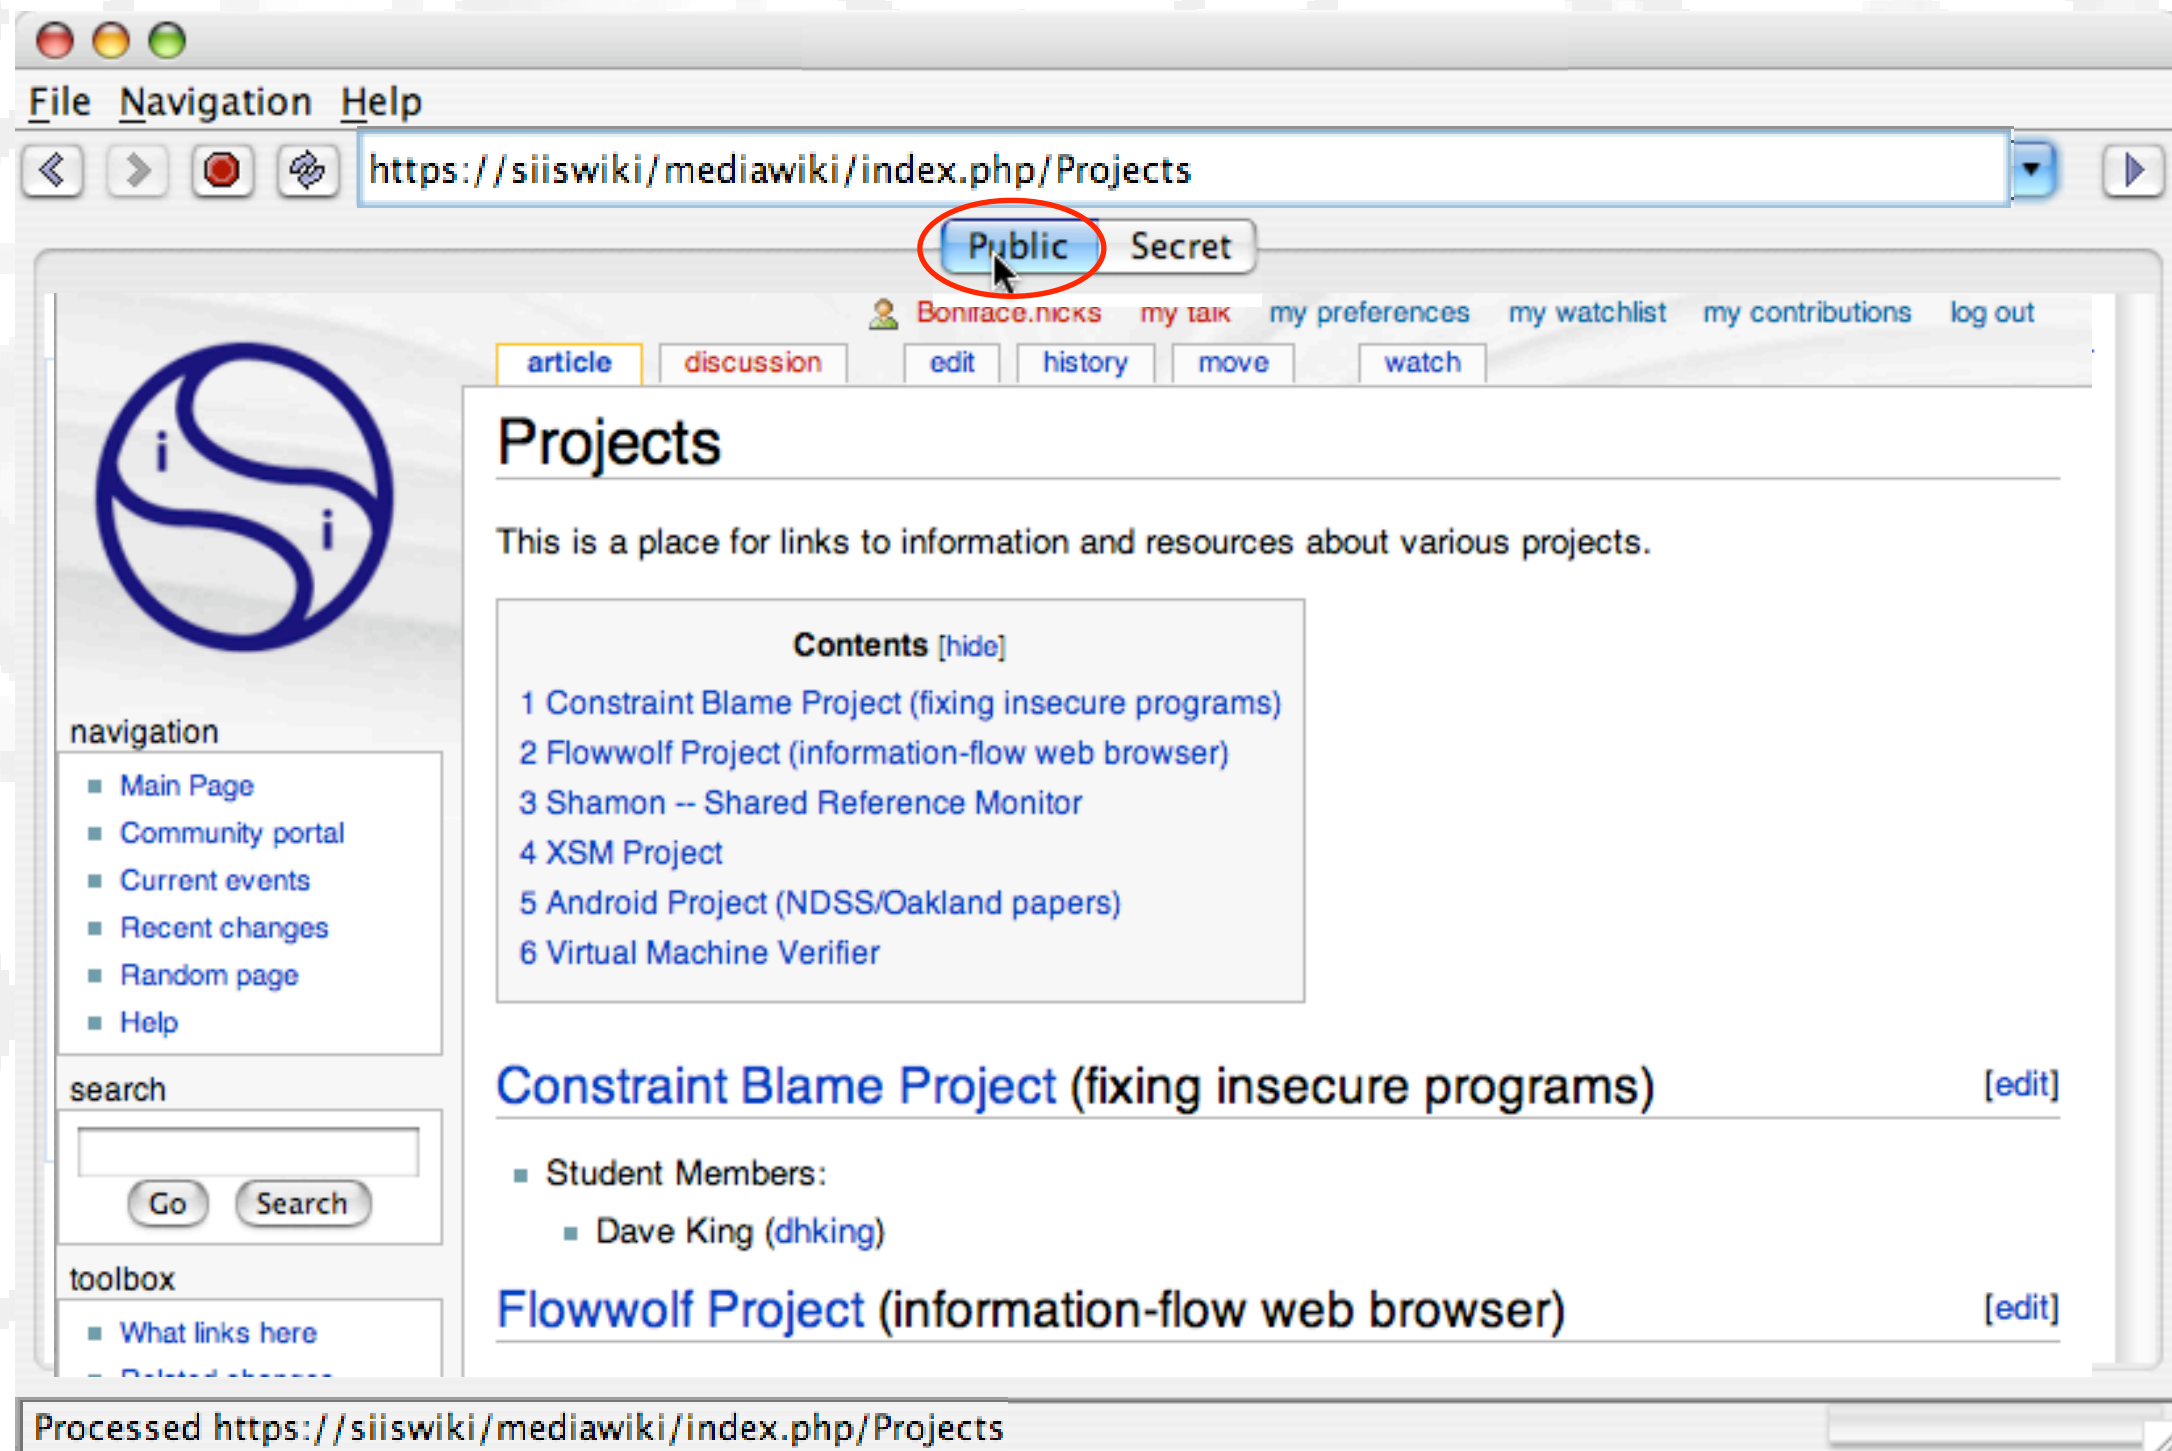 File Navigation Help
https://siiswiki/mediawiki/index.php/Projects
Public Secret
Boniface.hicks my talk my preferences my watchlist my contributions log out
article discussion edit history move watch
i
i
Projects
This is a place for links to information and resources about various projects.
Contents [hide]
1 Constraint Blame Project (fixing insecure programs)
2 Flowwolf Project (information-flow web browser)
3 Shamon -- Shared Reference Monitor
4 XSM Project
5 Android Project (NDSS/Oakland papers)
6 Virtual Machine Verifier
navigation
Main Page
Community portal
Current events
Recent changes
Random page
Help
search
Go Search
toolbox
What links here
Related changes
Constraint Blame Project (fixing insecure programs) [edit]
Student Members:
Dave King (dhking)
Flowwolf Project (information-flow web browser) [edit]
Processed https://siiswiki/mediawiki/index.php/Projects